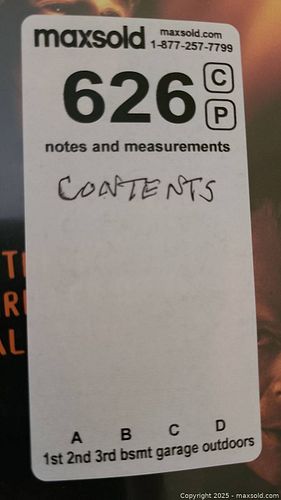 maxsold maxsold.com
1-877-257-7799
626 C
P
notes and measurements
CONTENTS
A B C D
1st 2nd 3rd bsmt garage outdoors
Copyright 2025 - maxsold.com